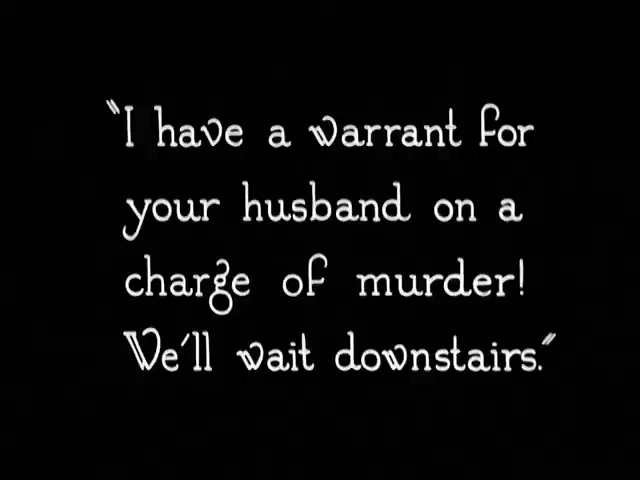 "I have a warrant for
your husband on a
charge of murder!
We'll wait downstairs."